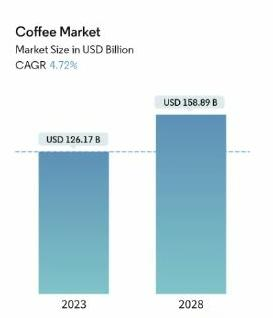 Coffee Market
Market Size in USD Billion
CAGR 4.72%
USD 158.89 B
USD 126.17 B
2023 2028